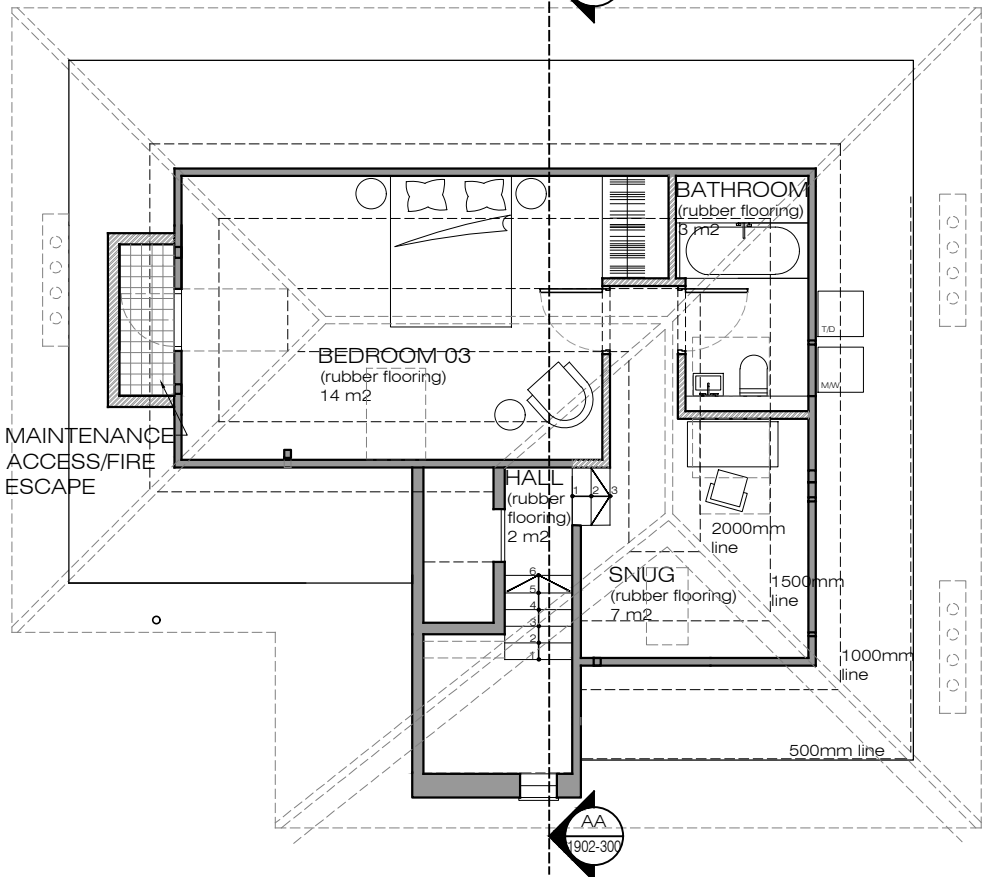 BATHROOM
(rubber flooring)
3 m2
T/D
M/W
BEDROOM 03
(rubber flooring)
14 m2
MAINTENANCE
ACCESS/FIRE
ESCAPE
HALL
(rubber
flooring)
2 m2
1 2 3
6
5
4
3
2
1
2000mm
line
SNUG
(rubber flooring)
7 m2
1500mm
line
1000mm
line
500mm line
AA
1902-300